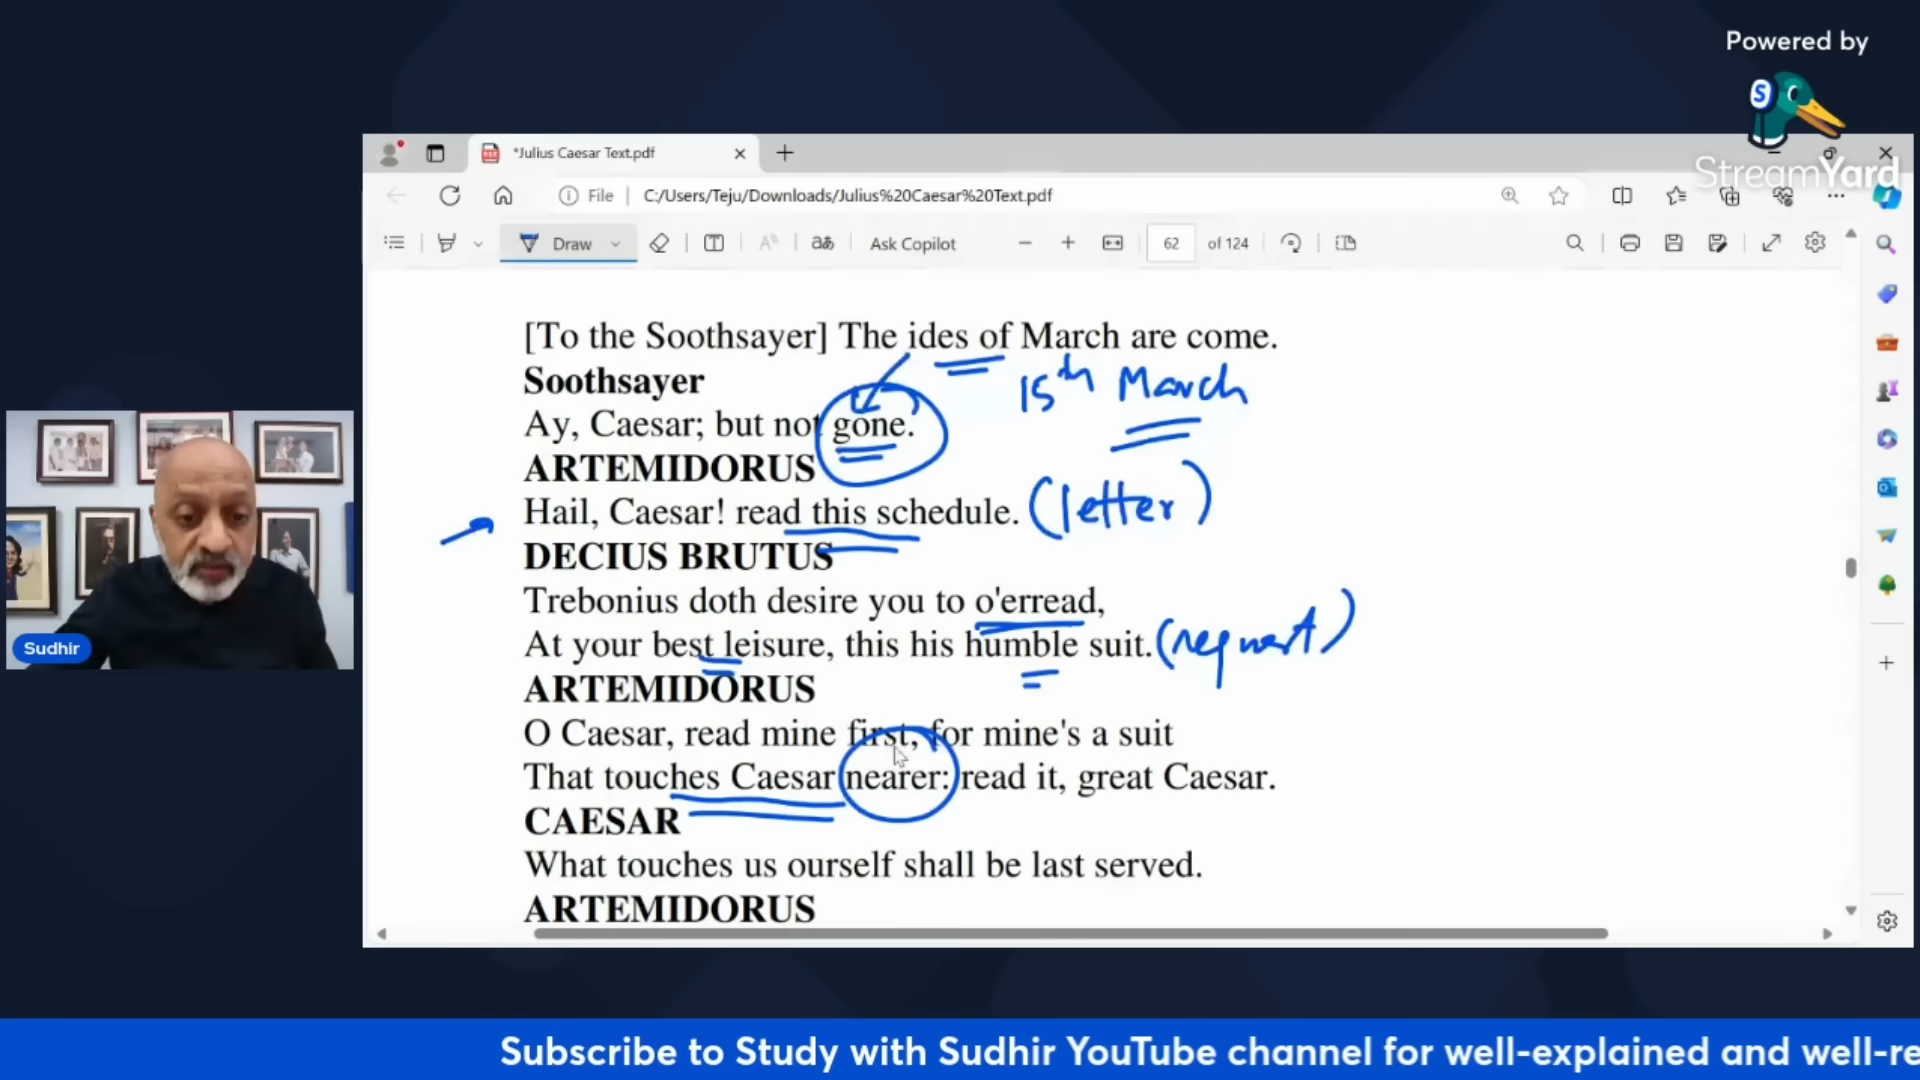 Powered by
S
StreamYard
*Julius Caesar Text.pdf
File
C:/Users/Teju/Downloads/Julius%20Caesar%20Text.pdf
Draw
aあ
Ask Copilot
62 of 124
[To the Soothsayer] The ides of March are come.
15th March
Soothsayer
Ay, Caesar; but not gone.
ARTEMIDORUS
Hail, Caesar! read this schedule. (letter)
DECIUS BRUTUS
Trebonius doth desire you to o'erread,
At your best leisure, this his humble suit. (request)
ARTEMIDORUS
O Caesar, read mine first, for mine's a suit
That touches Caesar nearer: read it, great Caesar.
CAESAR
What touches us ourself shall be last served.
ARTEMIDORUS
Sudhir
Subscribe to Study with Sudhir YouTube channel for well-explained and well-re